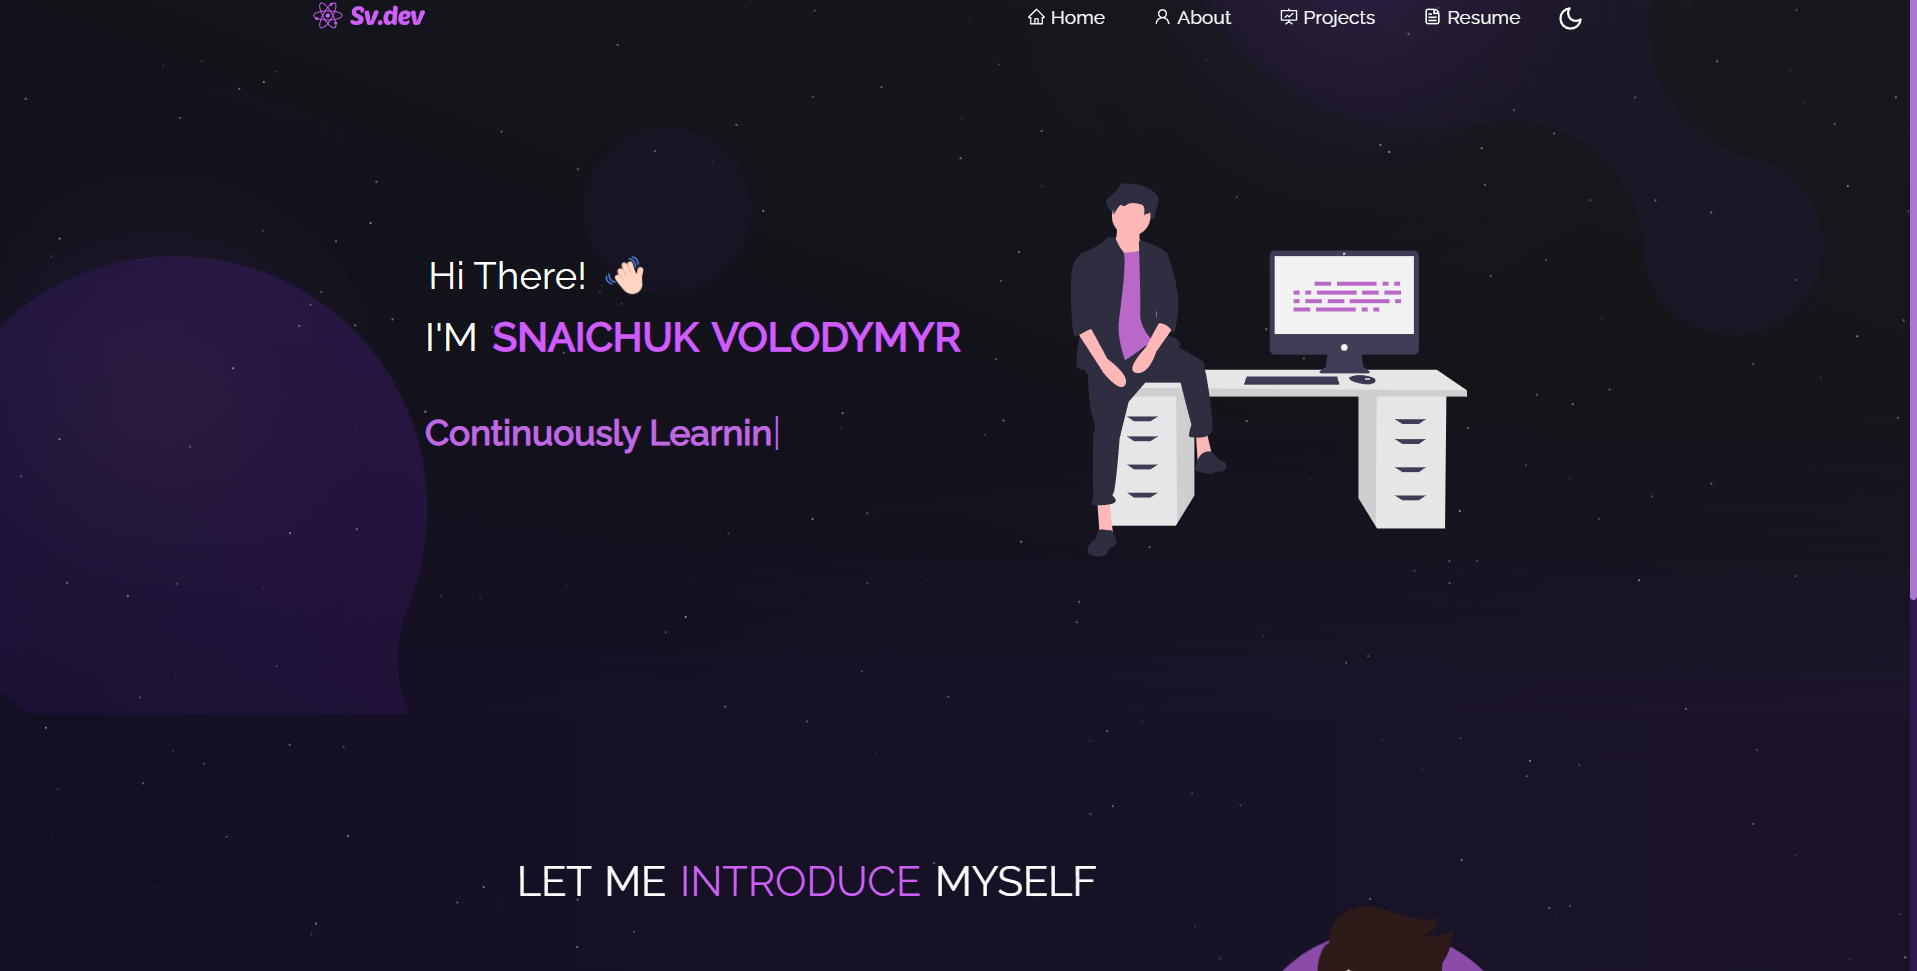 Sv.dev
Home About Projects Resume
Hi There!
I'M SNAICHUK VOLODYMYR
Continuously Learnin
LET ME INTRODUCE MYSELF